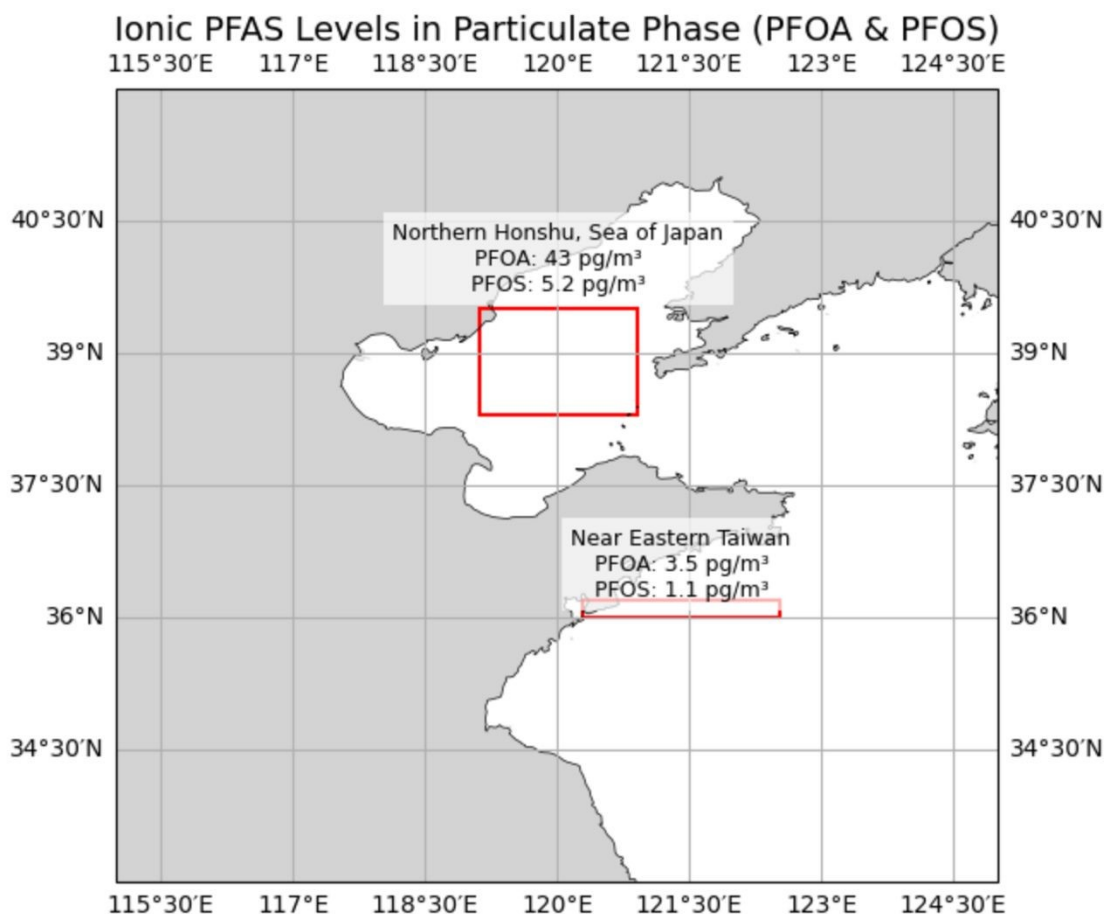 Ionic PFAS Levels in Particulate Phase (PFOA & PFOS)
115°30′E 117°E 118°30′E 120°E 121°30′E 123°E 124°30′E
40°30′N 40°30′N
Northern Honshu, Sea of Japan
PFOA: 43 pg/m³
PFOS: 5.2 pg/m³
39°N 39°N
37°30′N 37°30′N
Near Eastern Taiwan
PFOA: 3.5 pg/m³
PFOS: 1.1 pg/m³
36°N 36°N
34°30′N 34°30′N
115°30′E 117°E 118°30′E 120°E 121°30′E 123°E 124°30′E